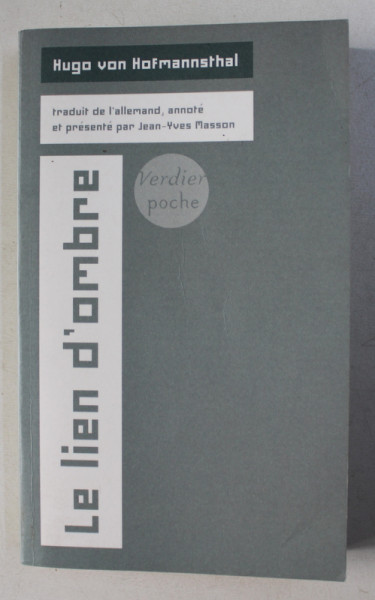 Hugo von Hofmannsthal
traduit de l'allemand, annoté
et présenté par Jean-Yves Masson
Verdier
poche
Le lien d'ombre